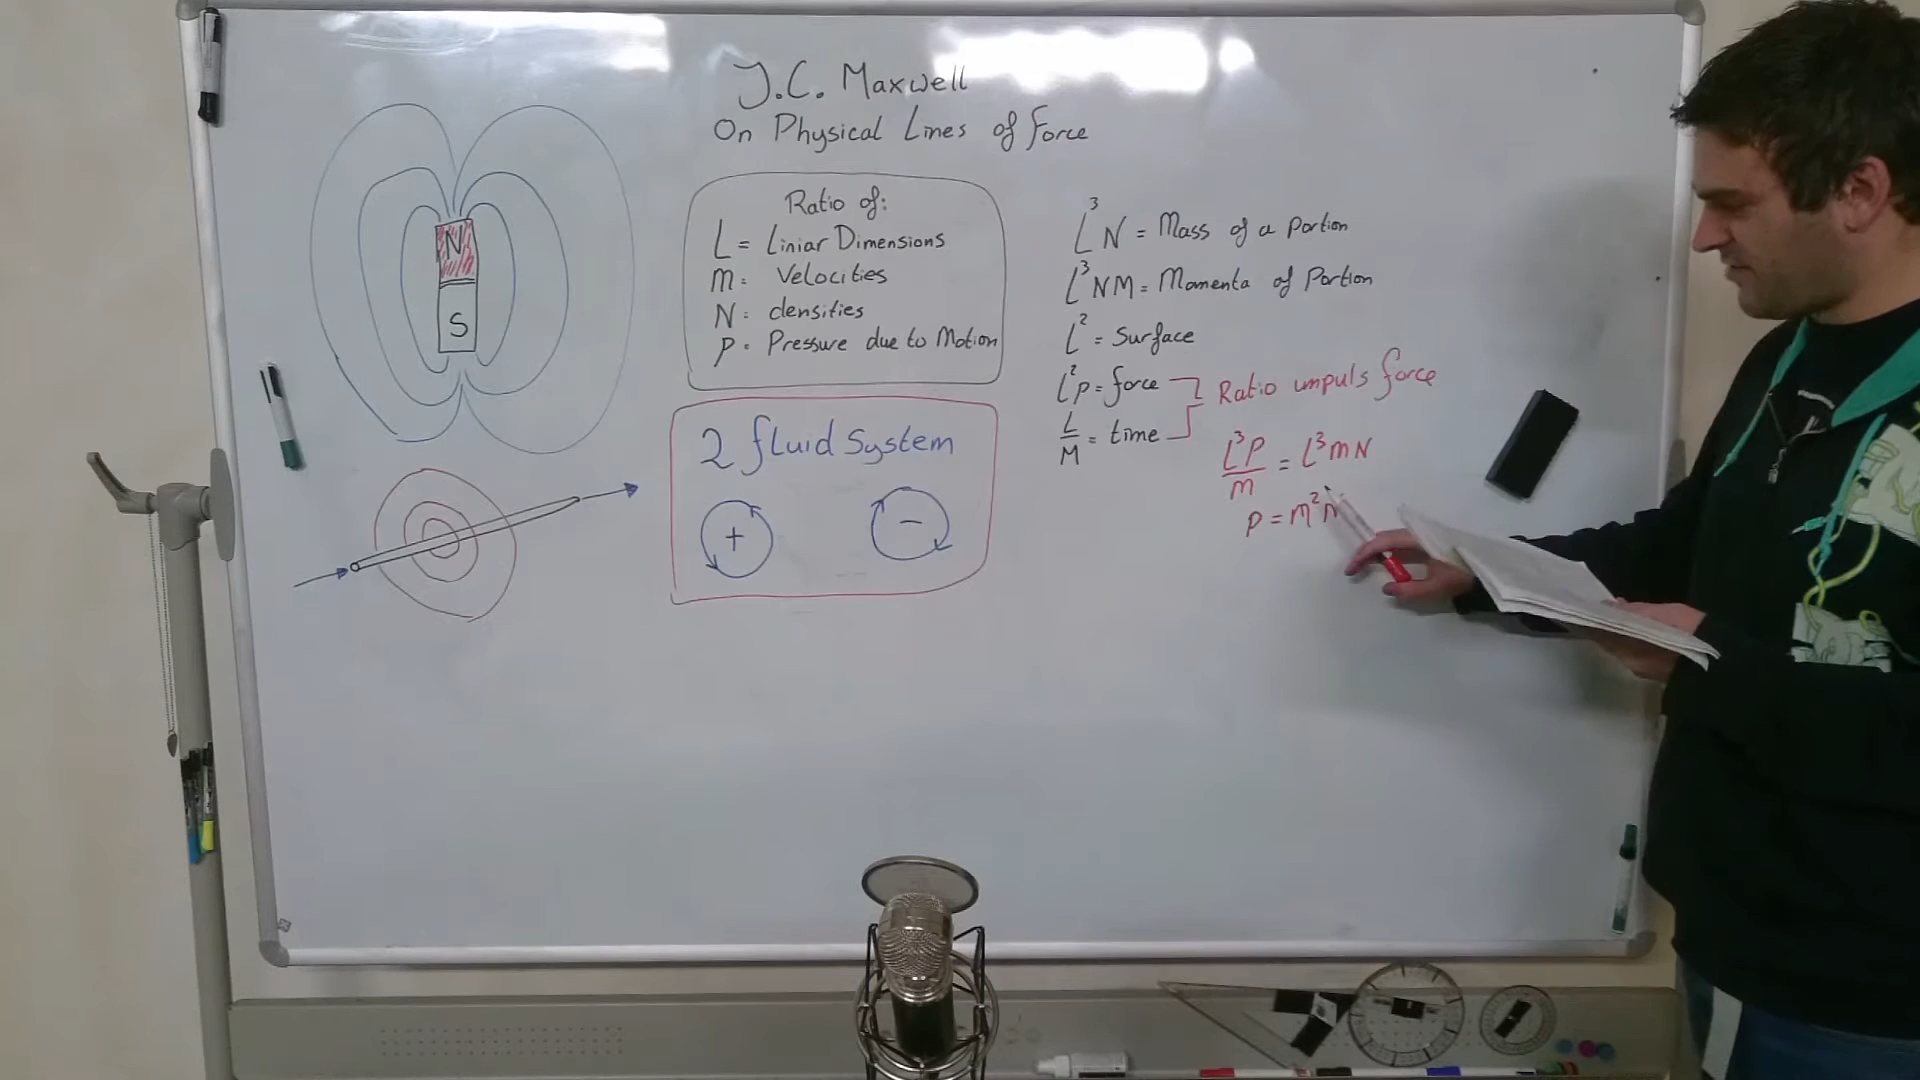 J.C. Maxwell
On Physical Lines of Force
N
S
Ratio of:
L = Liniar Dimensions
m = Velocities
N = densities
P = Pressure due to Motion
2 fluid System
+
-
L³N = Mass of a portion
L³NM = Momenta of Portion
L² = Surface
L²P = force
L/M = time
Ratio impuls force
L³P/m = L³mN
P = m²N